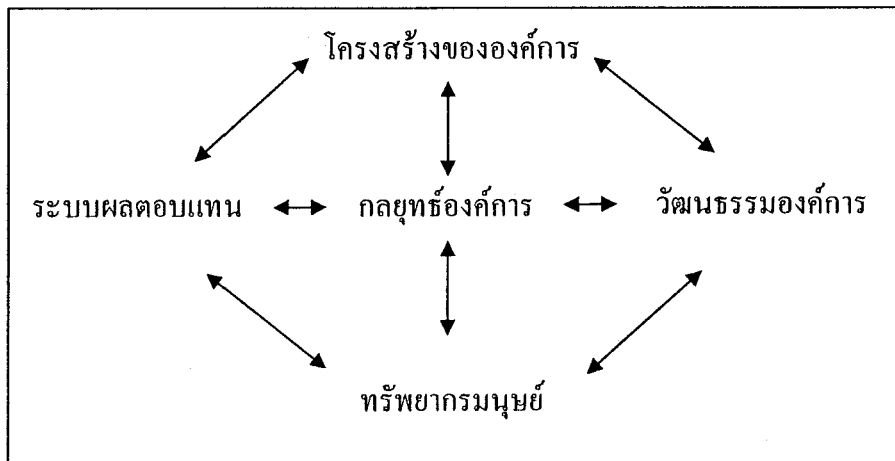 โครงสร้างขององค์การ
ระบบผลตอบแทน กลยุทธ์องค์การ วัฒนธรรมองค์การ
ทรัพยากรมนุษย์